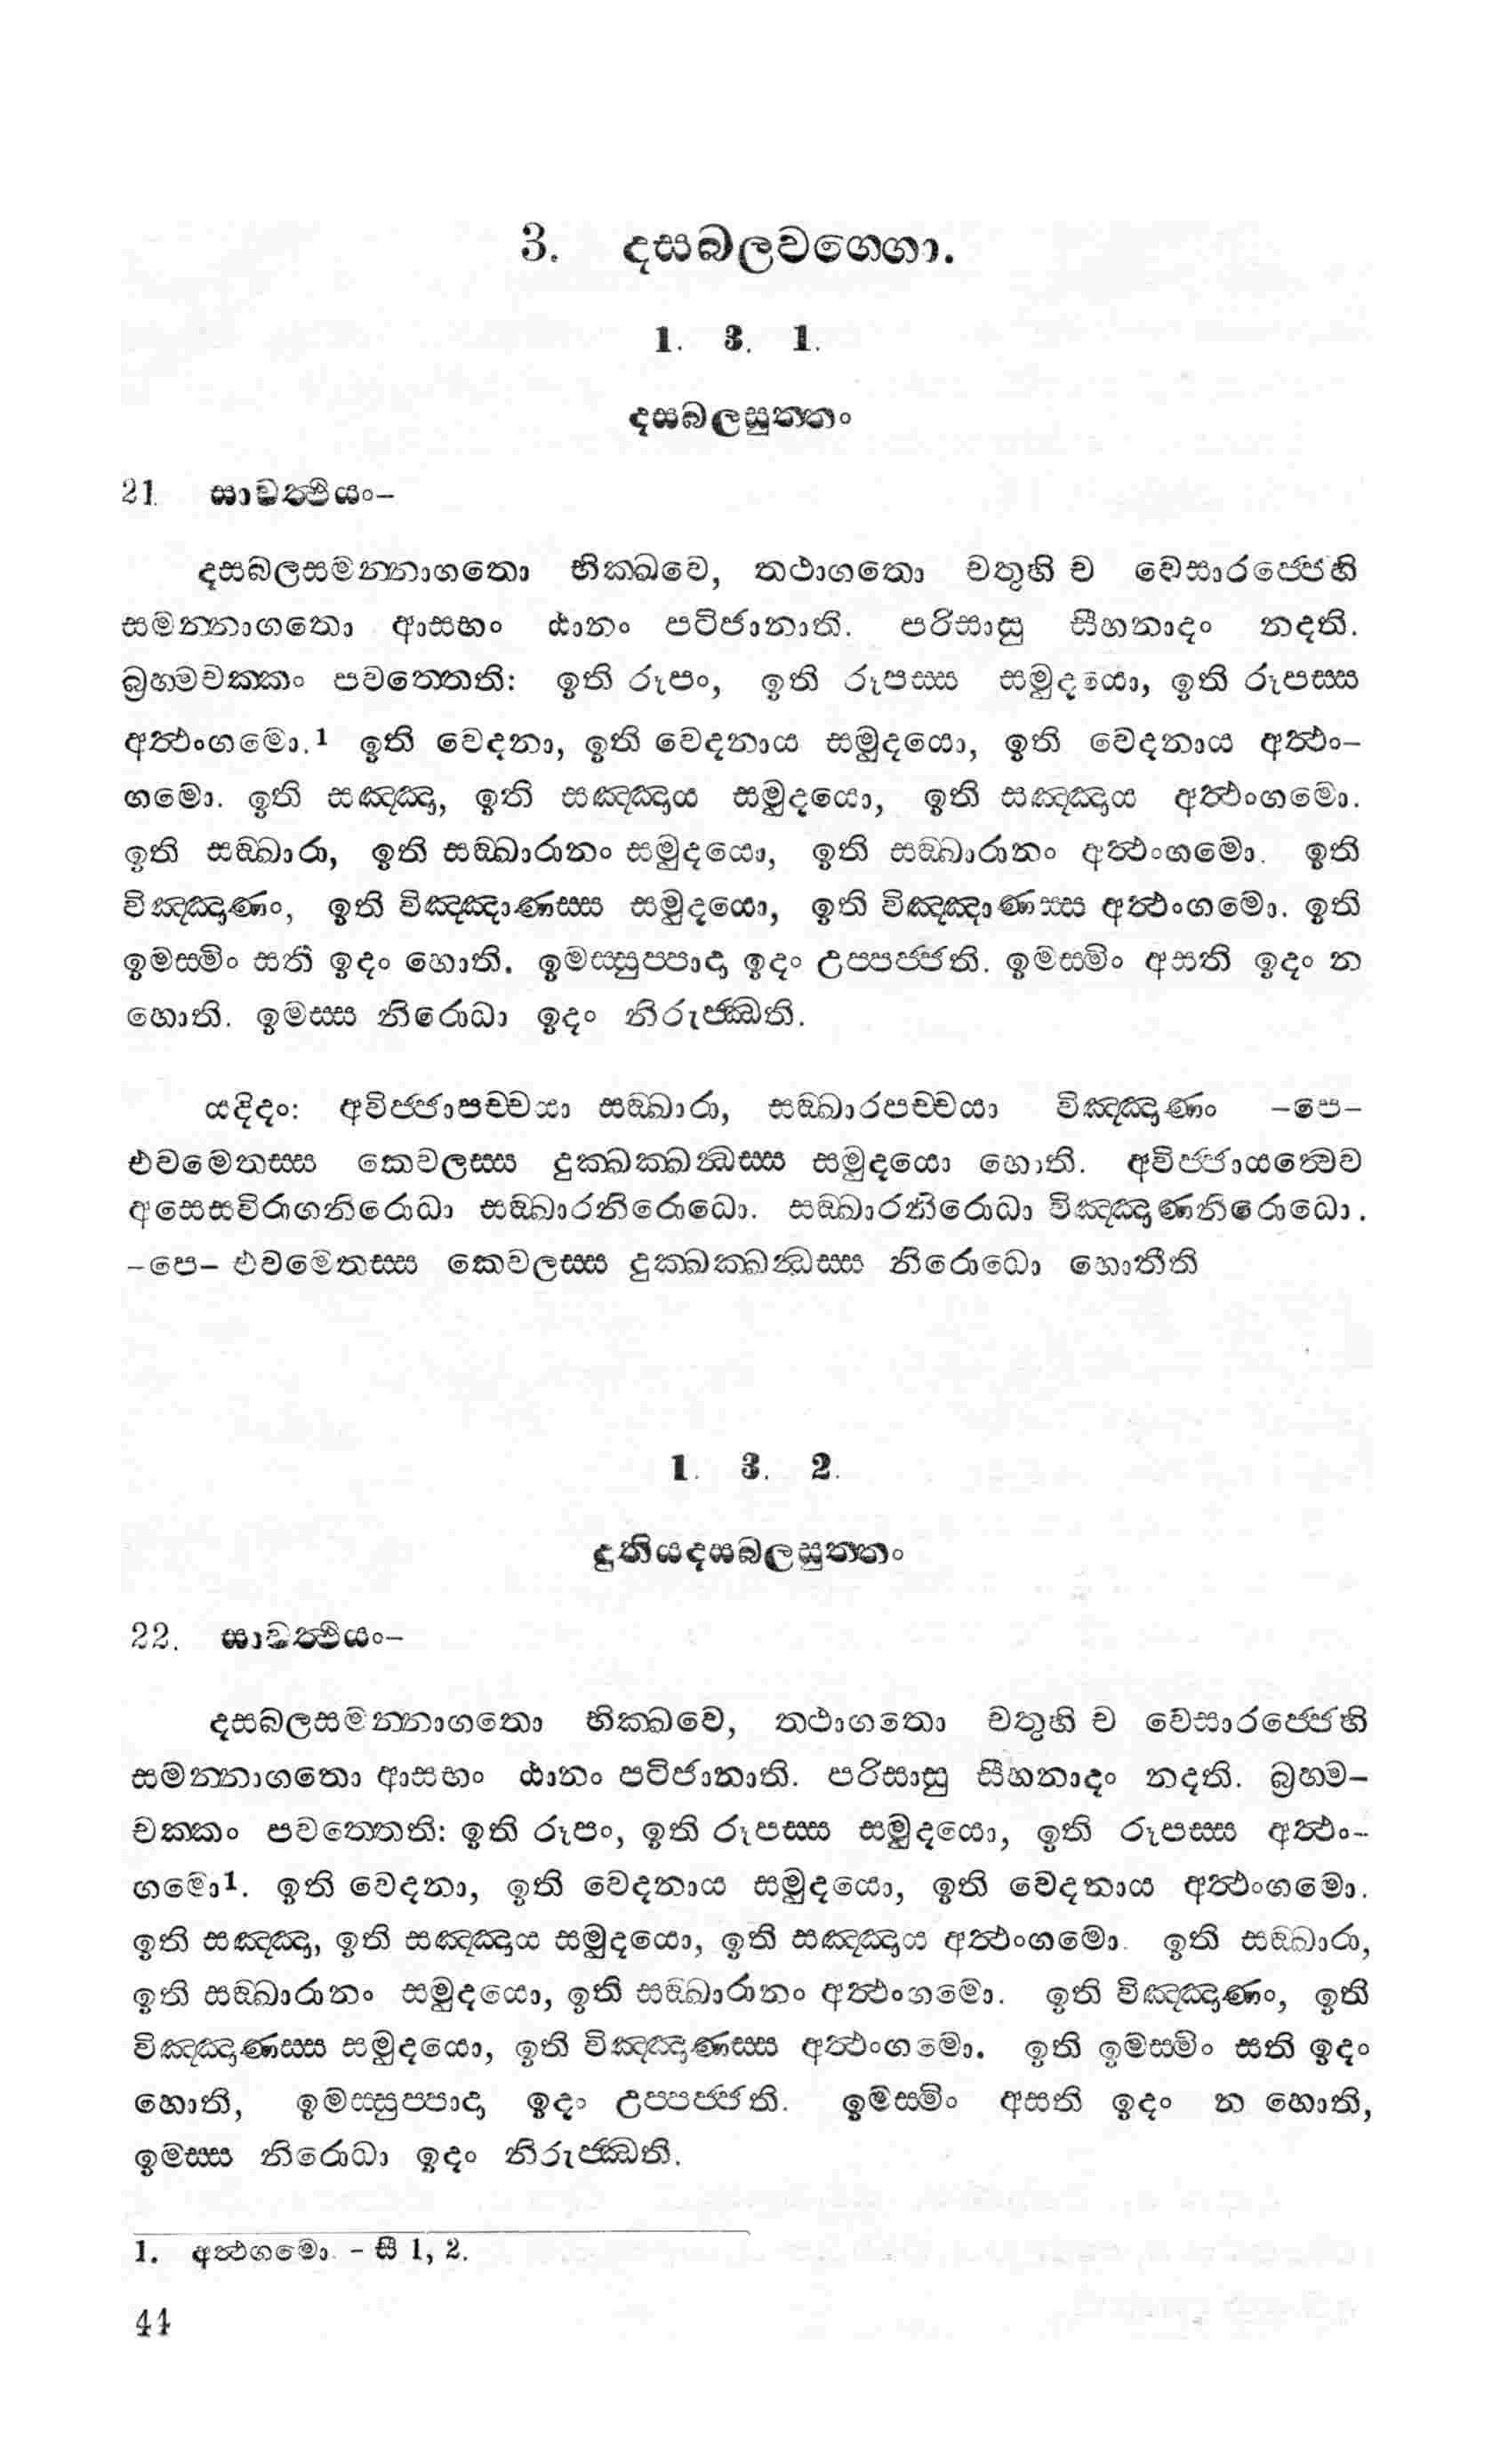 3. දසබලවග්ගො.
1. 3. 1.
දසබලසුත්තං
21. සාවත්ථියං–
දසබලසමන්නාගතො භික්ඛවෙ, තථාගතො චතූහි ච වෙසාරජ්ජෙහි
සමන්නාගතො ආසභං ඨානං පටිජානාති. පරිසාසු සීහනාදං නදති.
බ්‍රහ්මචක්කං පවත්තෙති: ඉති රූපං, ඉති රූපස්ස සමුදයො, ඉති රූපස්ස
අත්ථංගමො.¹ ඉති වෙදනා, ඉති වෙදනාය සමුදයො, ඉති වෙදනාය අත්ථං–
ගමො. ඉති සඤ්ඤා, ඉති සඤ්ඤාය සමුදයො, ඉති සඤ්ඤාය අත්ථංගමො.
ඉති සඞ්ඛාරා, ඉති සඞ්ඛාරානං සමුදයො, ඉති සඞ්ඛාරානං අත්ථංගමො. ඉති
විඤ්ඤාණං, ඉති විඤ්ඤාණස්ස සමුදයො, ඉති විඤ්ඤාණස්ස අත්ථංගමො. ඉති
ඉමස්මිං සති ඉදං හොති. ඉමස්සුප්පාදා ඉදං උප්පජ්ජති. ඉමස්මිං අසති ඉදං න
හොති. ඉමස්ස නිරොධා ඉදං නිරුජ්ඣති.
යදිදං: අවිජ්ජාපච්චයා සඞ්ඛාරා, සඞ්ඛාරපච්චයා විඤ්ඤාණං –පෙ–
එවමෙතස්ස කෙවලස්ස දුක්ඛක්ඛන්ධස්ස සමුදයො හොති. අවිජ්ජායත්වෙව
අසෙසවිරාගනිරොධා සඞ්ඛාරනිරොධො. සඞ්ඛාරනිරොධා විඤ්ඤාණනිරොධො.
–පෙ– එවමෙතස්ස කෙවලස්ස දුක්ඛක්ඛන්ධස්ස නිරොධො හොතීති
1. 3. 2.
දුතියදසබලසුත්තං
22. සාවත්ථියං–
දසබලසමන්නාගතො භික්ඛවෙ, තථාගතො චතූහි ච වෙසාරජ්ජෙහි
සමන්නාගතො ආසභං ඨානං පටිජානාති. පරිසාසු සීහනාදං නදති. බ්‍රහ්ම–
චක්කං පවත්තෙති: ඉති රූපං, ඉති රූපස්ස සමුදයො, ඉති රූපස්ස අත්ථං–
ගමො¹. ඉති වෙදනා, ඉති වෙදනාය සමුදයො, ඉති වෙදනාය අත්ථංගමො.
ඉති සඤ්ඤා, ඉති සඤ්ඤාය සමුදයො, ඉති සඤ්ඤාය අත්ථංගමො. ඉති සඞ්ඛාරා,
ඉති සඞ්ඛාරානං සමුදයො, ඉති සඞ්ඛාරානං අත්ථංගමො. ඉති විඤ්ඤාණං, ඉති
විඤ්ඤාණස්ස සමුදයො, ඉති විඤ්ඤාණස්ස අත්ථංගමො. ඉති ඉමස්මිං සති ඉදං
හොති, ඉමස්සුප්පාදා ඉදං උප්පජ්ජති. ඉමස්මිං අසති ඉදං න හොති,
ඉමස්ස නිරොධා ඉදං නිරුජ්ඣති.
1. අත්ථගමො – සී 1, 2.
44